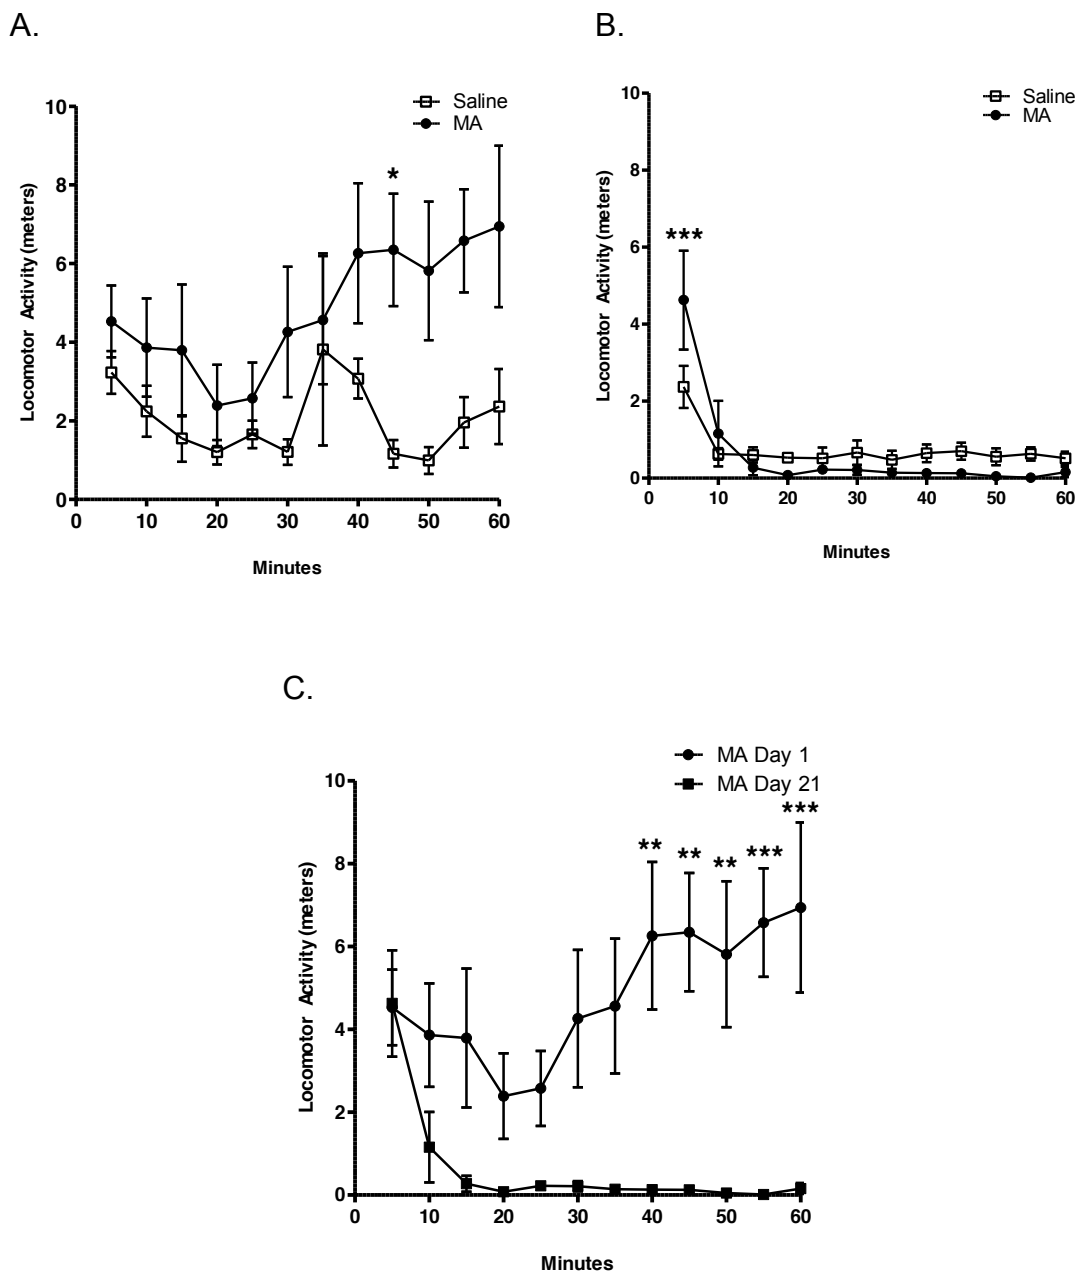 A.
Saline
MA
*
10
8
6
4
2
0
Locomotor Activity (meters)
0 10 20 30 40 50 60
Minutes
B.
Saline
MA
***
10
8
6
4
2
0
Locomotor Activity (meters)
0 10 20 30 40 50 60
Minutes
C.
MA Day 1
MA Day 21
** ** ** *** ***
10
8
6
4
2
0
Locomotor Activity (meters)
0 10 20 30 40 50 60
Minutes